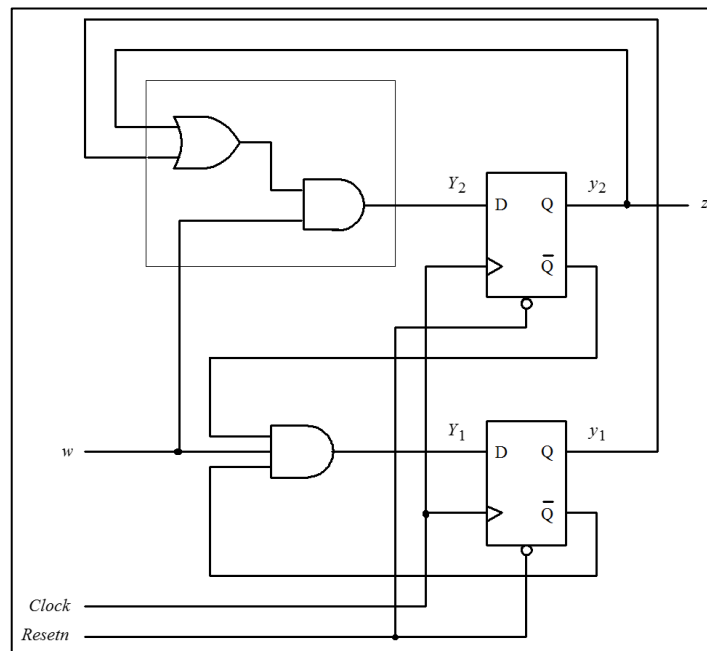 Y2 y2
D Q
z
Q̅
Y1 y1
w
D Q
Q̅
Clock
Resetn